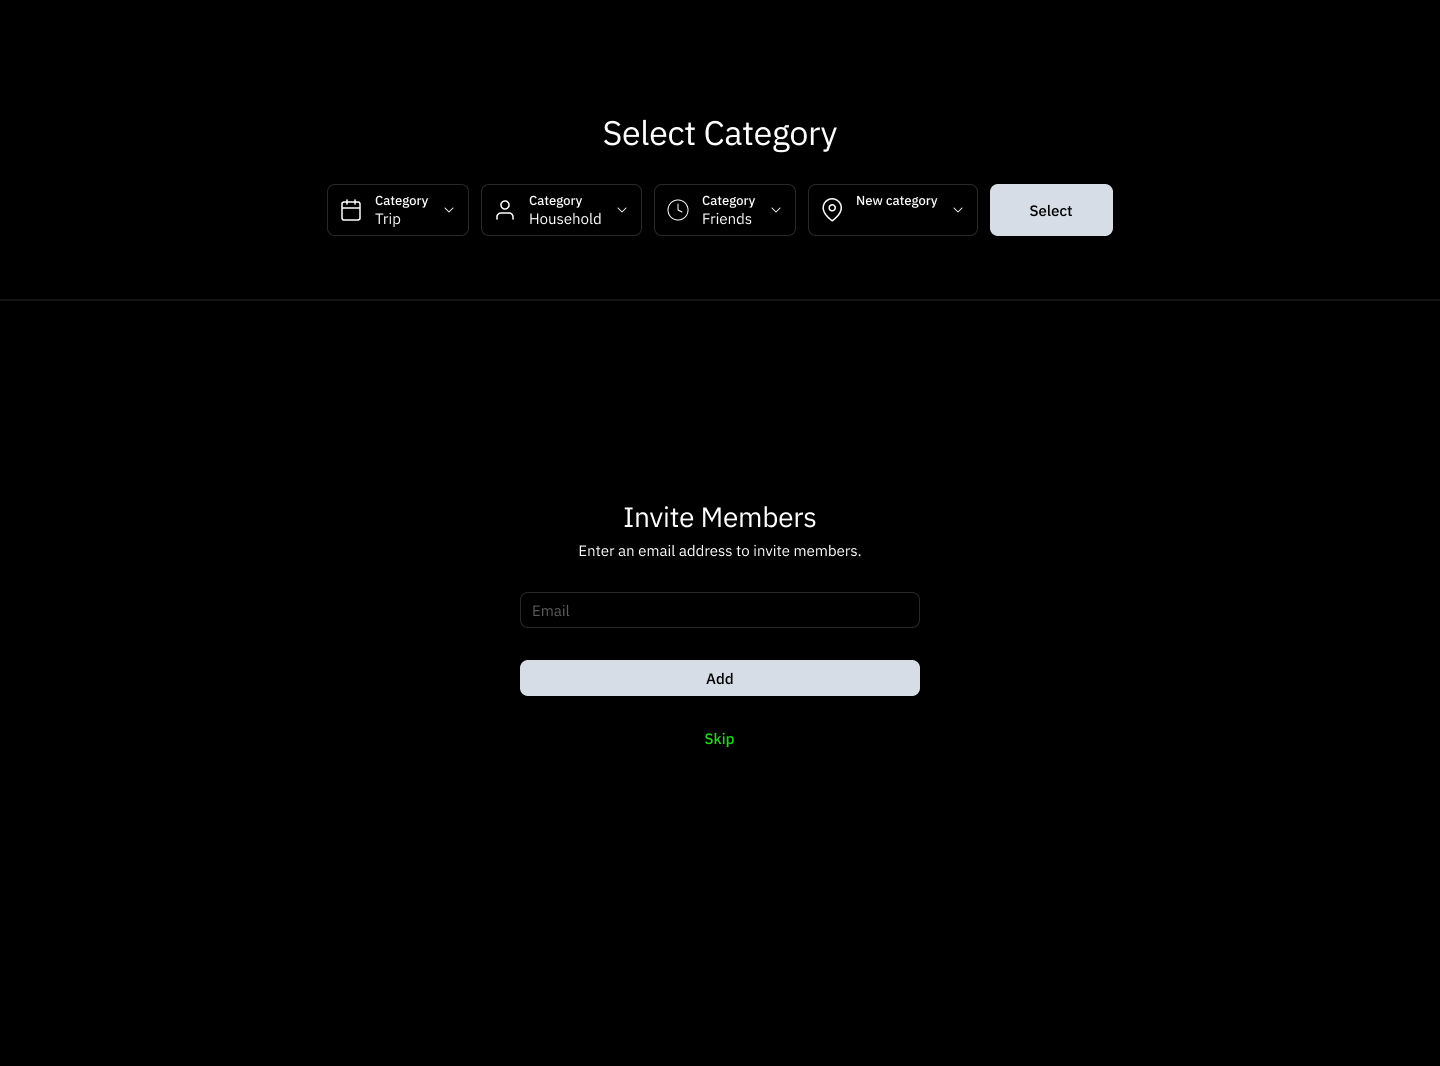 Select Category
Category
Trip
Category
Household
Category
Friends
New category
Select
Invite Members
Enter an email address to invite members.
Email
Add
Skip